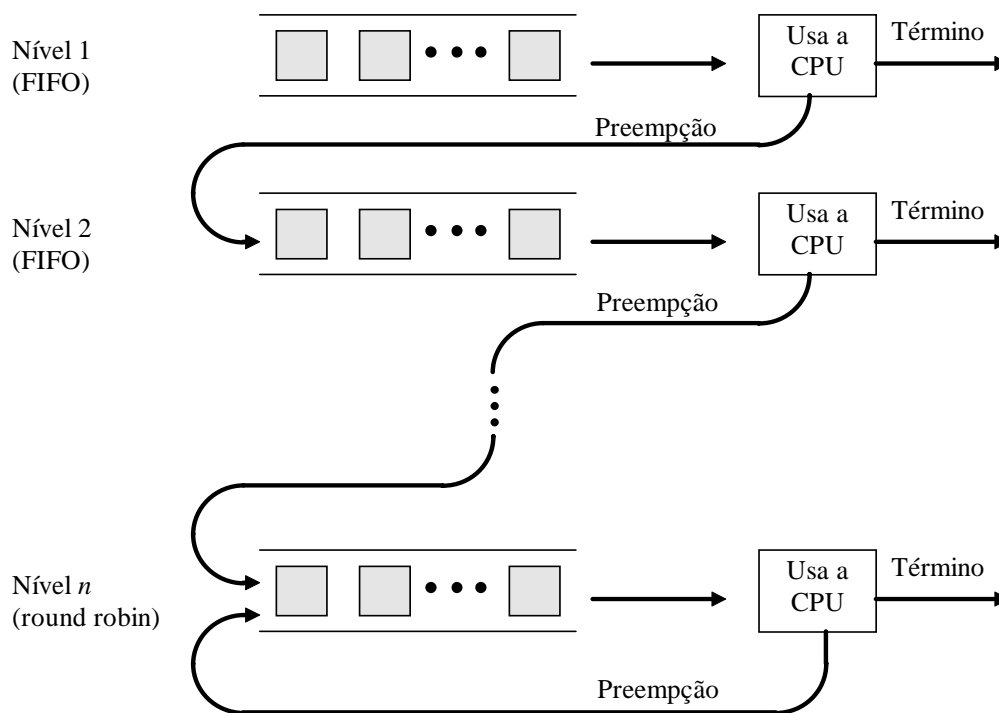 Nível 1
(FIFO)
Usa a
CPU
Término
Preempção
Nível 2
(FIFO)
Usa a
CPU
Término
Preempção
Nível n
(round robin)
Usa a
CPU
Término
Preempção